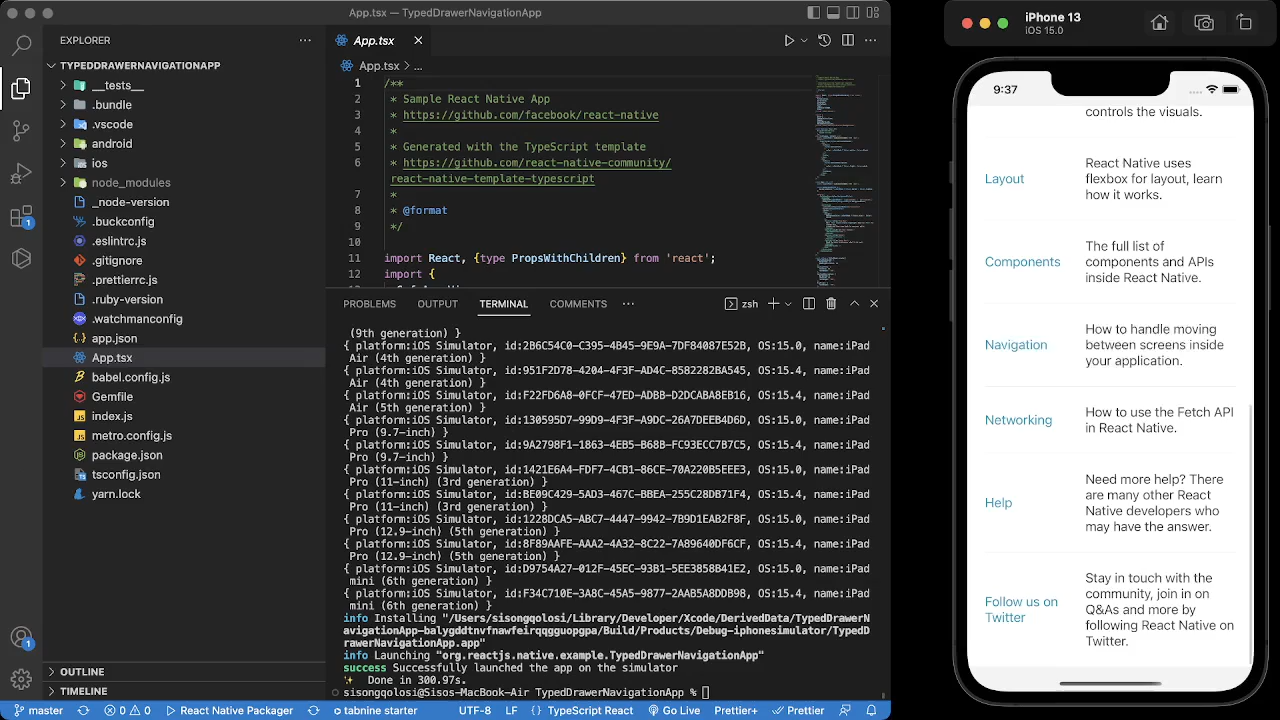 App.tsx — TypedDrawerNavigationApp
EXPLORER
TYPEDDRAWERNAVIGATIONAPP
__tests__
.bundle
.vscode
android
ios
node_modules
_.node-version
.buckconfig
.eslintrc.js
.gitignore
.prettierrc.js
.ruby-version
.watchmanconfig
app.json
App.tsx
babel.config.js
Gemfile
index.js
metro.config.js
package.json
tsconfig.json
yarn.lock
OUTLINE
TIMELINE
App.tsx
App.tsx > ...
1 /**
2 * Sample React Native App
3 * https://github.com/facebook/react-native
4 *
5 * Generated with the TypeScript template
6 * https://github.com/react-native-community/
react-native-template-typescript
7 *
8 * @format
9 */
10
11 import React, {type PropsWithChildren} from 'react';
12 import {
PROBLEMS OUTPUT TERMINAL COMMENTS ... zsh
(9th generation) }
{ platform:iOS Simulator, id:2B6C54C0-C395-4B45-9E9A-7DF84087E52B, OS:15.0, name:iPad
Air (4th generation) }
{ platform:iOS Simulator, id:951F2D78-4204-4F3F-AD4C-8582282BA545, OS:15.4, name:iPad
Air (4th generation) }
{ platform:iOS Simulator, id:F22FD6A8-0FCF-47ED-ADBB-D2DCABA8EB16, OS:15.4, name:iPad
Air (5th generation) }
{ platform:iOS Simulator, id:130595D7-99D9-4F3F-A9DC-26A7DEEB4D6D, OS:15.0, name:iPad
Pro (9.7-inch) }
{ platform:iOS Simulator, id:9A2798F1-1863-4EB5-B68B-FC93ECC7B7C5, OS:15.4, name:iPad
Pro (9.7-inch) }
{ platform:iOS Simulator, id:1421E6A4-FDF7-4CB1-86CE-70A220B5EEE3, OS:15.0, name:iPad
Pro (11-inch) (3rd generation) }
{ platform:iOS Simulator, id:BE09C429-5AD3-467C-BBEA-255C28DB71F4, OS:15.4, name:iPad
Pro (11-inch) (3rd generation) }
{ platform:iOS Simulator, id:1228DCA5-ABC7-4447-9942-7B9D1EAB2F8F, OS:15.0, name:iPad
Pro (12.9-inch) (5th generation) }
{ platform:iOS Simulator, id:8F89AAFE-AAA2-4A32-8C22-7A89640DF6CF, OS:15.4, name:iPad
Pro (12.9-inch) (5th generation) }
{ platform:iOS Simulator, id:D9754A27-012F-45EC-93B1-5EE3858B41E2, OS:15.0, name:iPad
mini (6th generation) }
{ platform:iOS Simulator, id:F34C710E-3A8C-4D65-9877-2AAB5A8DDB98, OS:15.4, name:iPad
mini (6th generation) }
info Launching "org.reactjs.native.example.TypedDrawerNavigationApp"
success Successfully launched the app on the simulator
✨ Done in 300.97s.
MacBook-Air TypedDrawerNavigationApp %
master 0 0 React Native Packager tabnine starter UTF-8 LF {} TypeScript React Go Live Prettier+ Prettier
iPhone 13
iOS 15.0
9:37
controls the visuals.
Layout
React Native uses
flexbox for layout, learn
how it works.
Components
The full list of
components and APIs
inside React Native.
Navigation
How to handle moving
between screens inside
your application.
Networking
How to use the Fetch API
in React Native.
Help
Need more help? There
are many other React
Native developers who
may have the answer.
Follow us on
Twitter
Stay in touch with the
community, join in on
Q&As and more by
following React Native on
Twitter.